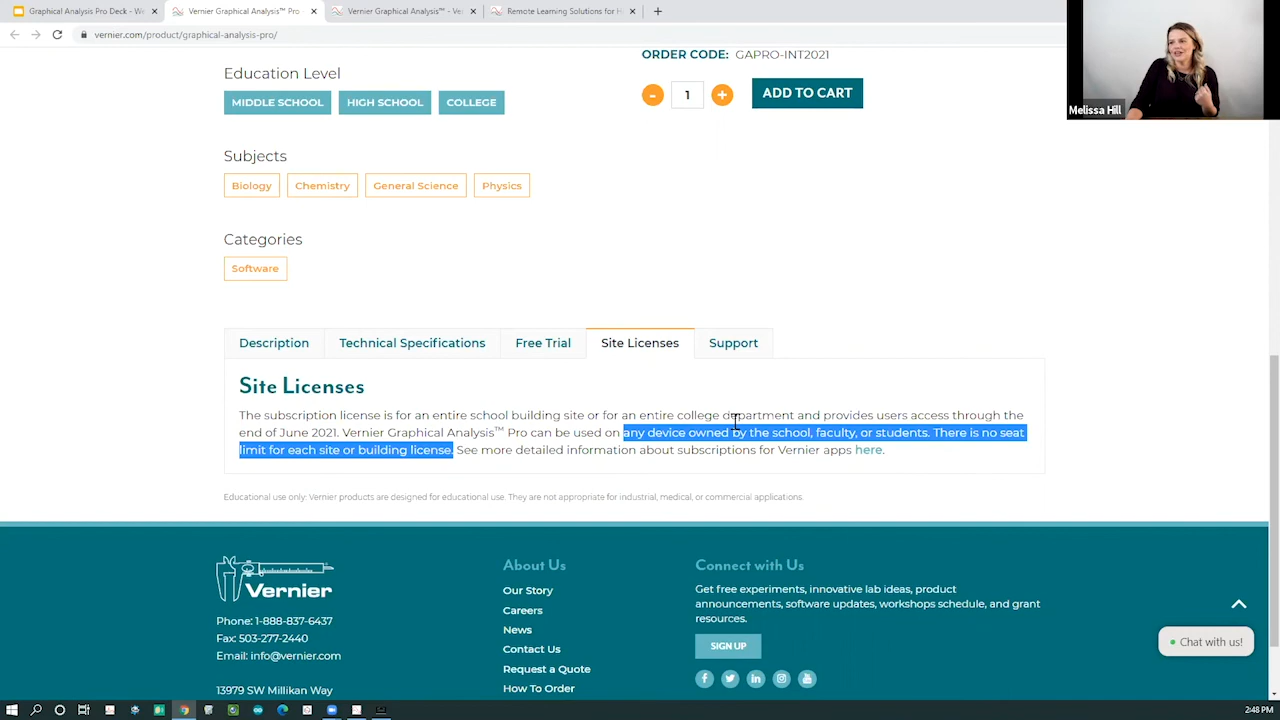 Graphical Analysis Pro Deck - W
Vernier Graphical Analysis™ Pro
Vernier Graphical Analysis™ - Ve
Remote Learning Solutions for H
vernier.com/product/graphical-analysis-pro/
Melissa Hill
ORDER CODE: GAPRO-INT2021
- 1 + ADD TO CART
Education Level
MIDDLE SCHOOL HIGH SCHOOL COLLEGE
Subjects
Biology Chemistry General Science Physics
Categories
Software
Description Technical Specifications Free Trial Site Licenses Support
Site Licenses
The subscription license is for an entire school building site or for an entire college department and provides users access through the
end of June 2021. Vernier Graphical Analysis™ Pro can be used on any device owned by the school, faculty, or students. There is no seat
limit for each site or building license. See more detailed information about subscriptions for Vernier apps here.
Educational use only: Vernier products are designed for educational use. They are not appropriate for industrial, medical, or commercial applications.
Vernier
Phone: 1-888-837-6437
Fax: 503-277-2440
Email: info@vernier.com
13979 SW Millikan Way
About Us
Our Story
Careers
News
Contact Us
Request a Quote
How To Order
Connect with Us
Get free experiments, innovative lab ideas, product
announcements, software updates, workshops schedule, and grant
resources.
SIGN UP
Chat with us!
2:48 PM